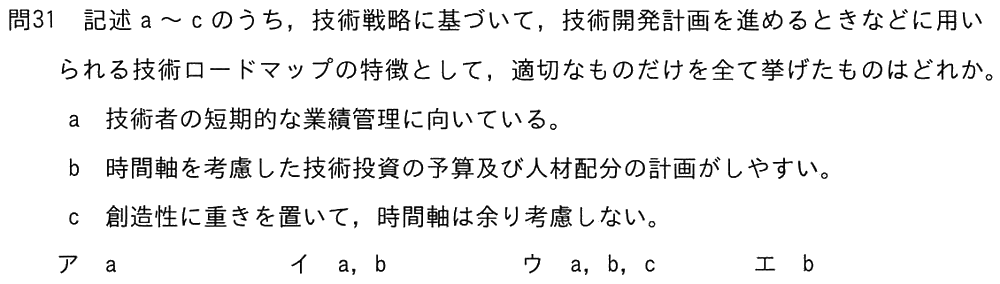 問31 記述 a ～ c のうち，技術戦略に基づいて，技術開発計画を進めるときなどに用い
られる技術ロードマップの特徴として，適切なものだけを全て挙げたものはどれか。
a 技術者の短期的な業績管理に向いている。
b 時間軸を考慮した技術投資の予算及び人材配分の計画がしやすい。
c 創造性に重きを置いて，時間軸は余り考慮しない。
ア a イ a，b ウ a，b，c エ b